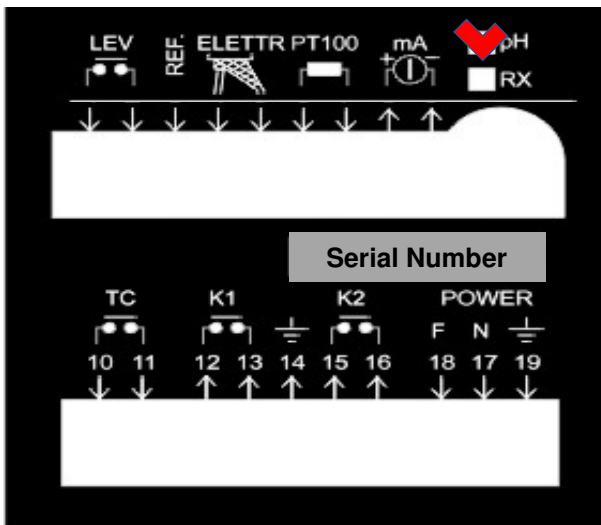 LEV REF. ELETTR PT100 mA pH
RX
Serial Number
TC K1 K2 POWER
F N
10 11 12 13 14 15 16 18 17 19